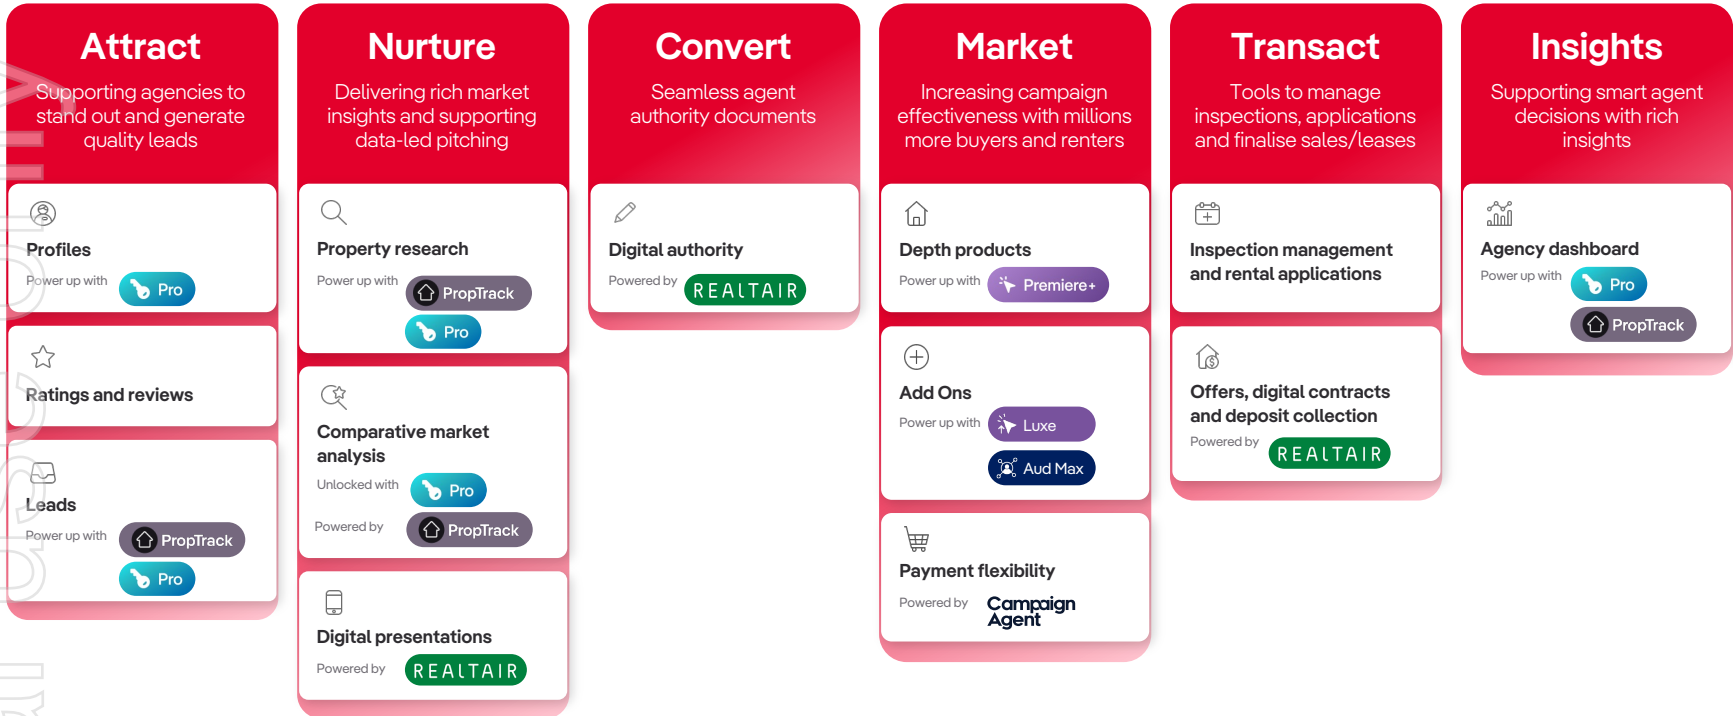 Attract
Supporting agencies to
stand out and generate
quality leads
Profiles
Power up with
Pro
Ratings and reviews
Leads
Power up with
PropTrack
Pro
Nurture
Delivering rich market
insights and supporting
data-led pitching
Property research
Power up with
PropTrack
Pro
Comparative market
analysis
Unlocked with
Pro
Powered by
PropTrack
Digital presentations
Powered by
REALTAIR
Convert
Seamless agent
authority documents
Digital authority
Powered by
REALTAIR
Market
Increasing campaign
effectiveness with millions
more buyers and renters
Depth products
Power up with
Premiere+
Add Ons
Power up with
Luxe
Aud Max
Payment flexibility
Powered by
Campaign
Agent
Transact
Tools to manage
inspections, applications
and finalise sales/leases
Inspection management
and rental applications
Offers, digital contracts
and deposit collection
Powered by
REALTAIR
Insights
Supporting smart agent
decisions with rich
insights
Agency dashboard
Power up with
Pro
PropTrack